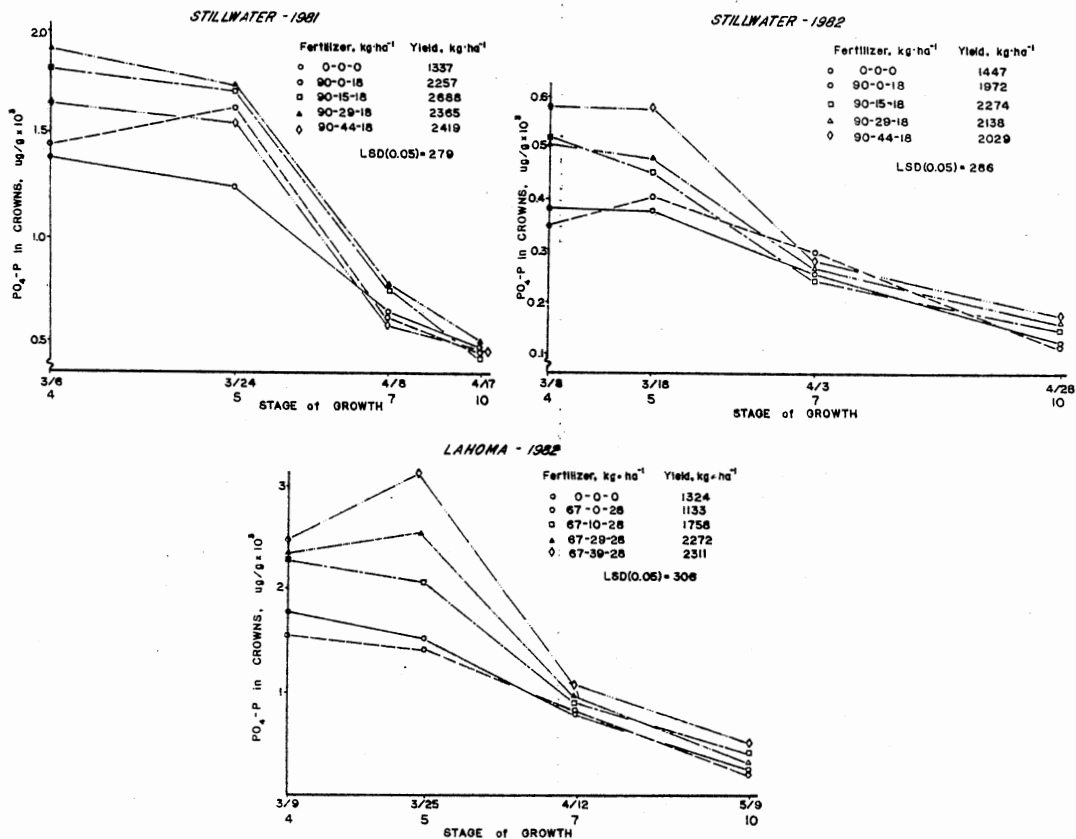 STILLWATER - 1981
Fertilizer, kg·ha⁻¹ Yield, kg·ha⁻¹
0-0-0 1337
90-0-18 2257
90-15-18 2688
90-29-18 2365
90-44-18 2419
LSD(0.05)= 279
PO₄-P in CROWNS, ug/g x 10³
2.0
1.5
1.0
0.5
3/6 3/24 4/8 4/17
4 5 7 10
STAGE of GROWTH
STILLWATER - 1982
Fertilizer, kg·ha⁻¹ Yield, kg·ha⁻¹
0-0-0 1447
90-0-18 1972
90-15-18 2274
90-29-18 2138
90-44-18 2029
LSD(0.05)= 286
PO₄-P in CROWNS, ug/g x 10³
0.6
0.5
0.4
0.3
0.2
0.1
3/8 3/18 4/3 4/28
4 5 7 10
STAGE of GROWTH
LAHOMA - 1982
Fertilizer, kg·ha⁻¹ Yield, kg·ha⁻¹
0-0-0 1324
67-0-28 1133
67-10-28 1758
67-29-28 2272
67-39-28 2311
LSD(0.05)= 306
PO₄-P in CROWNS, ug/g x 10³
3
2
1
3/9 3/25 4/12 5/9
4 5 7 10
STAGE of GROWTH